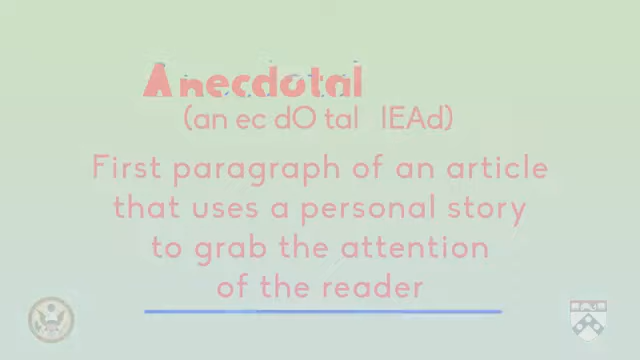 Anecdotal
(an ec dO tal lEAd)
First paragraph of an article
that uses a personal story
to grab the attention
of the reader